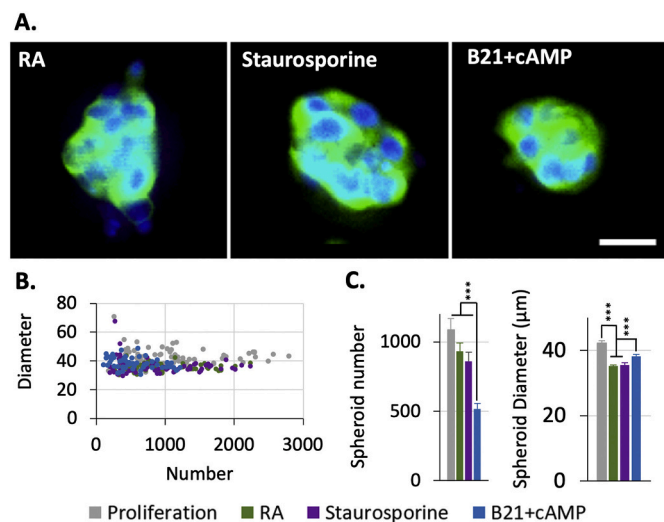 A.
RA
Staurosporine
B21+cAMP
B.
Diameter
80
60
40
20
0
0
1000
2000
3000
Number
C.
Spheroid number
1000
500
0
***
Spheroid Diameter (µm)
40
20
0
***
***
Proliferation
RA
Staurosporine
B21+cAMP